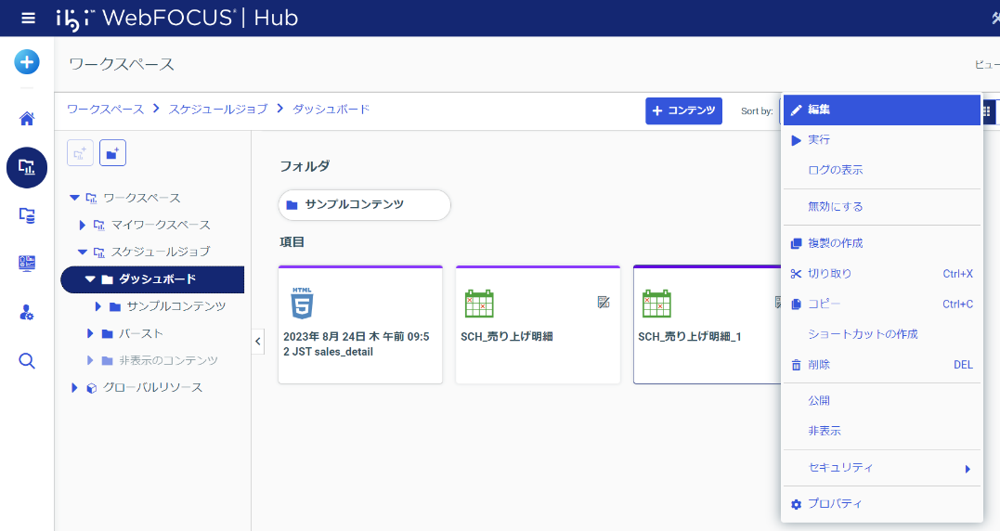 ibi™ WebFOCUS® | Hub
ワークスペース
ビュー
ワークスペース > スケジュールジョブ > ダッシュボード
+ コンテンツ
Sort by:
ワークスペース
マイワークスペース
スケジュールジョブ
ダッシュボード
サンプルコンテンツ
バースト
非表示のコンテンツ
グローバルリソース
フォルダ
サンプルコンテンツ
項目
HTML
2023年 8月 24日 木 午前 09:5
2 JST sales_detail
SCH_売り上げ明細
SCH_売り上げ明細_1
編集
実行
ログの表示
無効にする
複製の作成
切り取り Ctrl+X
コピー Ctrl+C
ショートカットの作成
削除 DEL
公開
非表示
セキュリティ
プロパティ